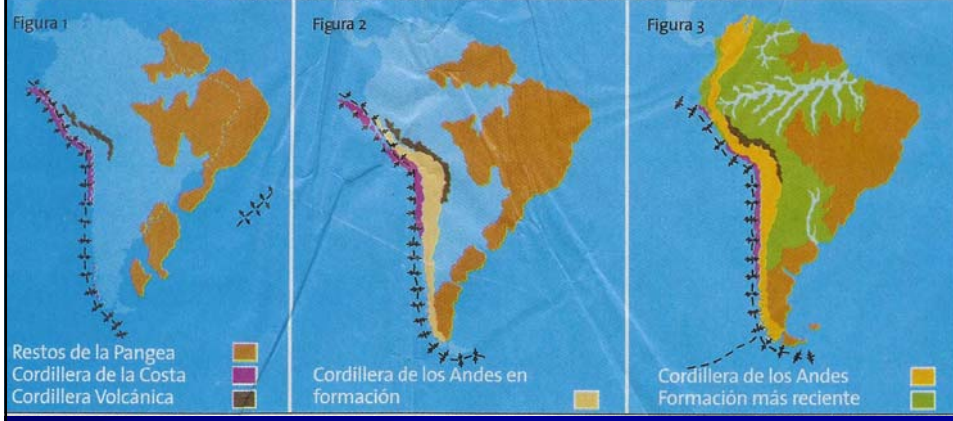 Figura 1
Restos de la Pangea
Cordillera de la Costa
Cordillera Volcánica
Figura 2
Cordillera de los Andes en
formación
Figura 3
Cordillera de los Andes
Formación más reciente